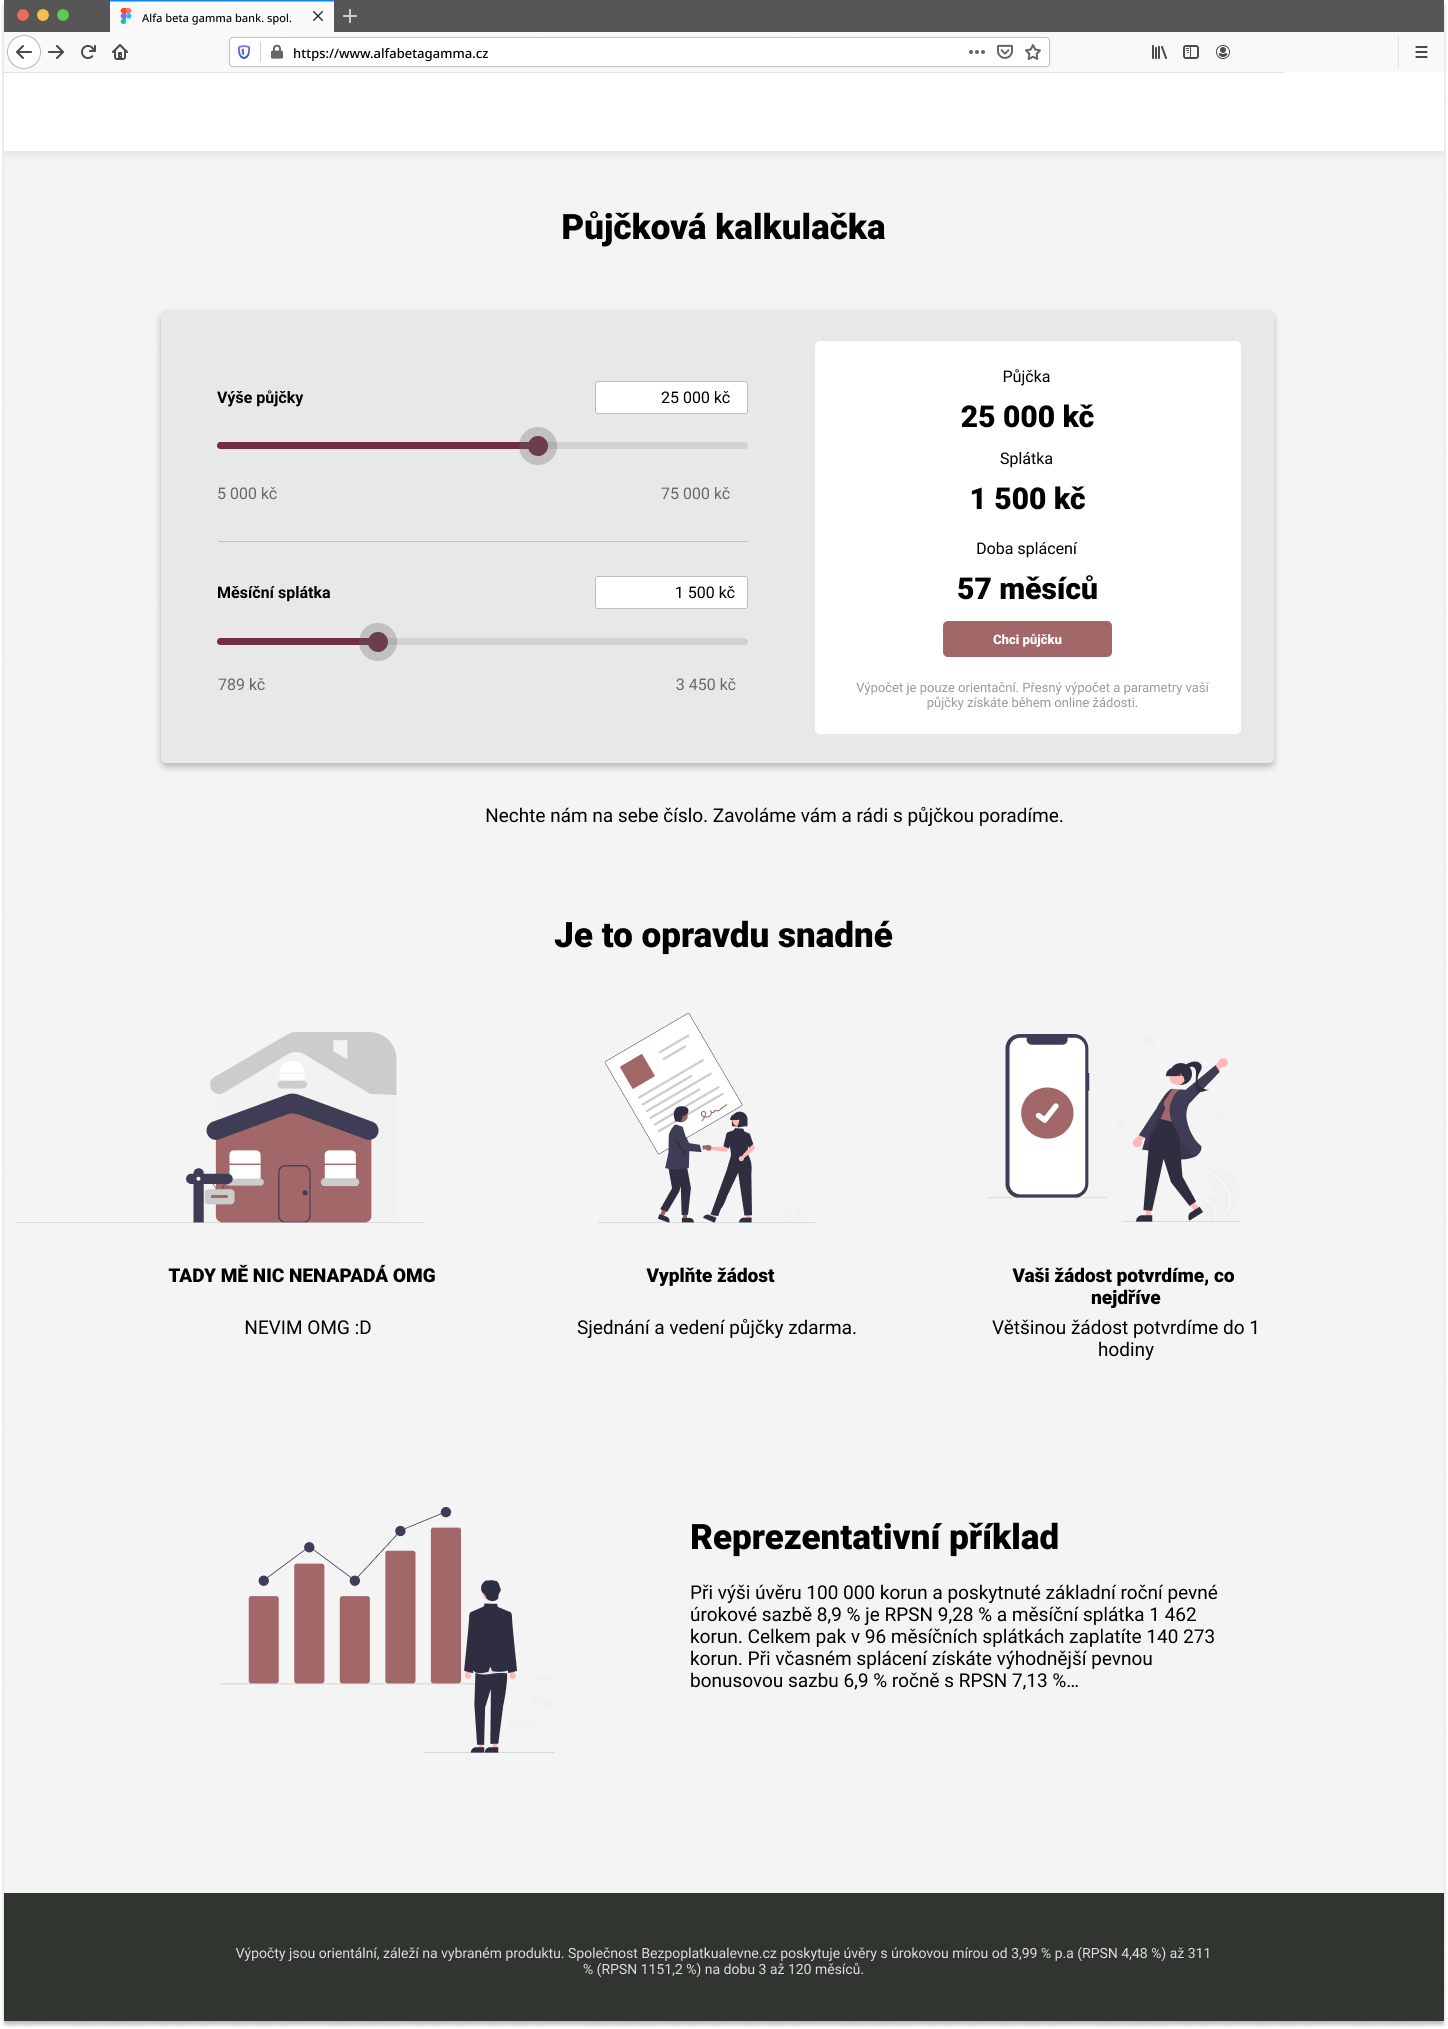 Alfa beta gamma bank. spol.
https://www.alfabetagamma.cz
Půjčková kalkulačka
Výše půjčky
25 000 kč
5 000 kč
75 000 kč
Měsíční splátka
1 500 kč
789 kč
3 450 kč
Půjčka
25 000 kč
Splátka
1 500 kč
Doba splácení
57 měsíců
Chci půjčku
Výpočet je pouze orientační. Přesný výpočet a parametry vaší
půjčky získáte během online žádosti.
Nechte nám na sebe číslo. Zavoláme vám a rádi s půjčkou poradíme.
Je to opravdu snadné
TADY MĚ NIC NENAPADÁ OMG
NEVIM OMG :D
Vyplňte žádost
Sjednání a vedení půjčky zdarma.
Vaši žádost potvrdíme, co
nejdříve
Většinou žádost potvrdíme do 1
hodiny
Reprezentativní příklad
Při výši úvěru 100 000 korun a poskytnuté základní roční pevné
úrokové sazbě 8,9 % je RPSN 9,28 % a měsíční splátka 1 462
korun. Celkem pak v 96 měsíčních splátkách zaplatíte 140 273
korun. Při včasném splácení získáte výhodnější pevnou
bonusovou sazbu 6,9 % ročně s RPSN 7,13 %…
Výpočty jsou orientální, záleží na vybraném produktu. Společnost Bezpoplatkualevne.cz poskytuje úvěry s úrokovou mírou od 3,99 % p.a (RPSN 4,48 %) až 311
% (RPSN 1151,2 %) na dobu 3 až 120 měsíců.